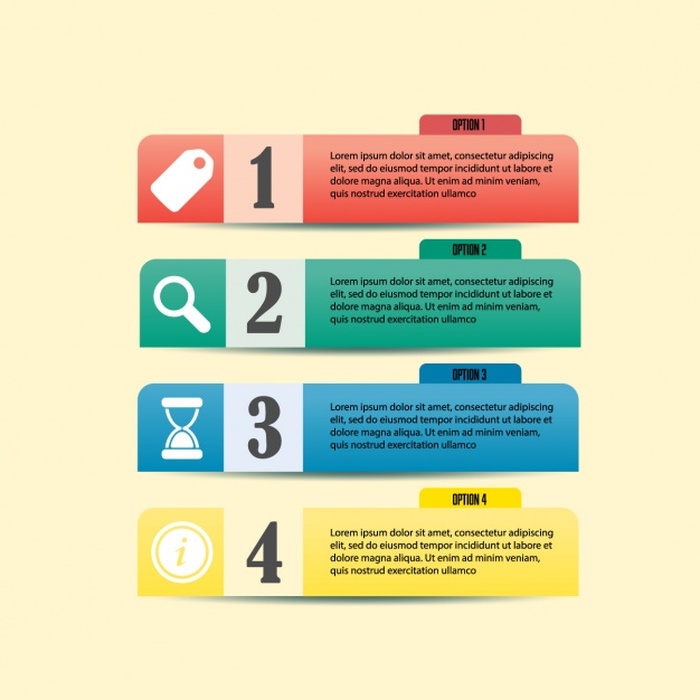 OPTION 1
1
Lorem ipsum dolor sit amet, consectetur adipiscing
elit, sed do eiusmod tempor incididunt ut labore et
dolore magna aliqua. Ut enim ad minim veniam,
quis nostrud exercitation ullamco
OPTION 2
2
Lorem ipsum dolor sit amet, consectetur adipiscing
elit, sed do eiusmod tempor incididunt ut labore et
dolore magna aliqua. Ut enim ad minim veniam,
quis nostrud exercitation ullamco
OPTION 3
3
Lorem ipsum dolor sit amet, consectetur adipiscing
elit, sed do eiusmod tempor incididunt ut labore et
dolore magna aliqua. Ut enim ad minim veniam,
quis nostrud exercitation ullamco
OPTION 4
i
4
Lorem ipsum dolor sit amet, consectetur adipiscing
elit, sed do eiusmod tempor incididunt ut labore et
dolore magna aliqua. Ut enim ad minim veniam,
quis nostrud exercitation ullamco